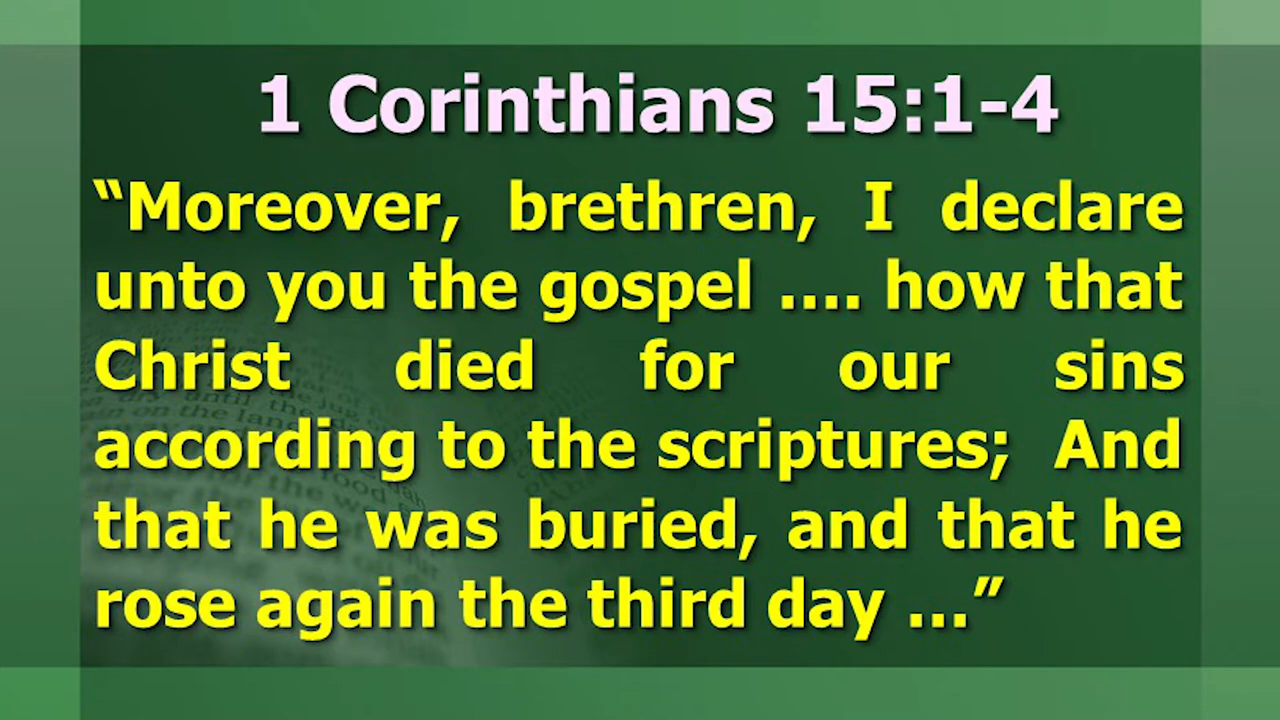 1 Corinthians 15:1-4
“Moreover, brethren, I declare
unto you the gospel .... how that
Christ died for our sins
according to the scriptures; And
that he was buried, and that he
rose again the third day ...”